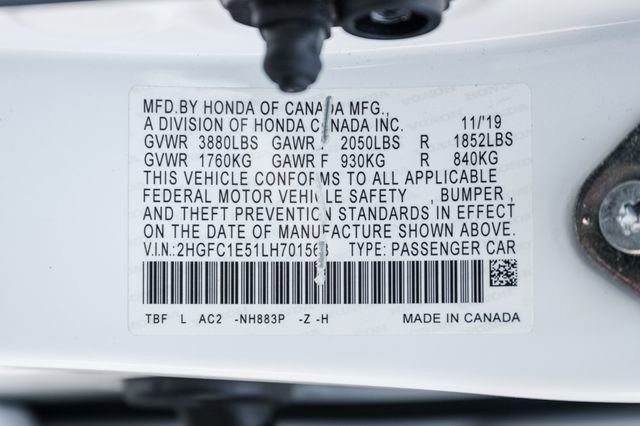 MFD.BY HONDA OF CANADA MFG.,
A DIVISION OF HONDA CANADA INC. 11/'19
GVWR 3880LBS GAWR F 2050LBS R 1852LBS
GVWR 1760KG GAWR F 930KG R 840KG
THIS VEHICLE CONFORMS TO ALL APPLICABLE
FEDERAL MOTOR VEHICLE SAFETY , BUMPER,
AND THEFT PREVENTION STANDARDS IN EFFECT
ON THE DATE OF MANUFACTURE SHOWN ABOVE.
V.I.N.: TYPE: PASSENGER CAR
TBF L AC2 -NH883P -Z -H MADE IN CANADA